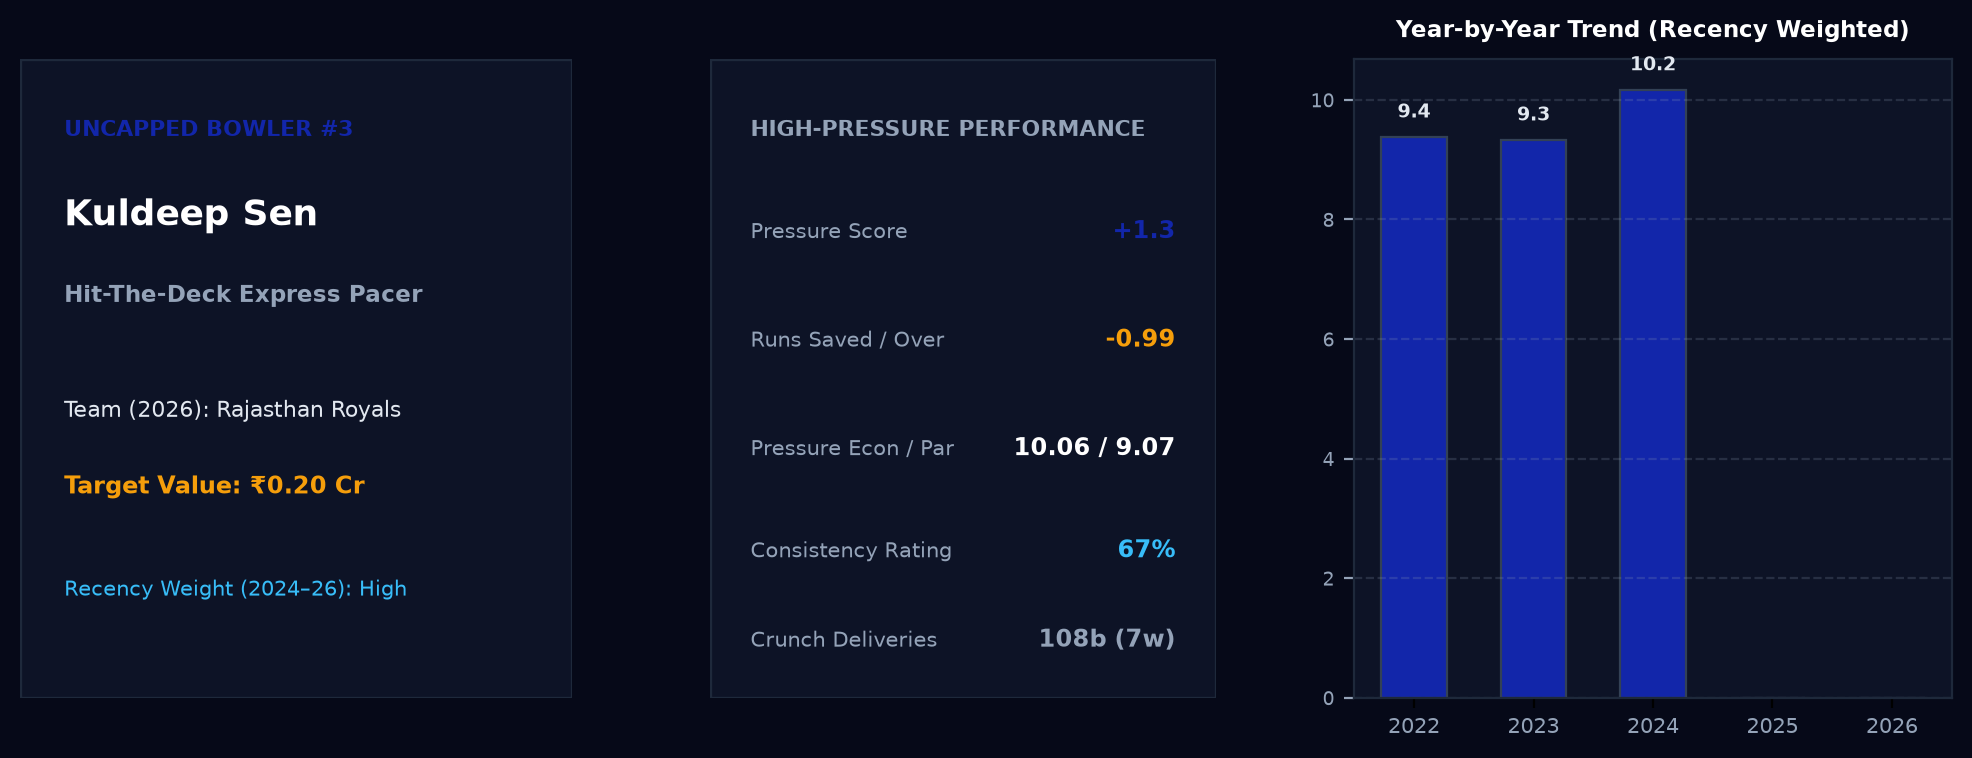 UNCAPPED BOWLER #3
Kuldeep Sen
Hit-The-Deck Express Pacer
Team (2026): Rajasthan Royals
Target Value: ₹0.20 Cr
Recency Weight (2024–26): High
HIGH-PRESSURE PERFORMANCE
Pressure Score +1.3
Runs Saved / Over -0.99
Pressure Econ / Par 10.06 / 9.07
Consistency Rating 67%
Crunch Deliveries 108b (7w)
Year-by-Year Trend (Recency Weighted)
10.2
9.4
9.3
10
8
6
4
2
0
2022 2023 2024 2025 2026